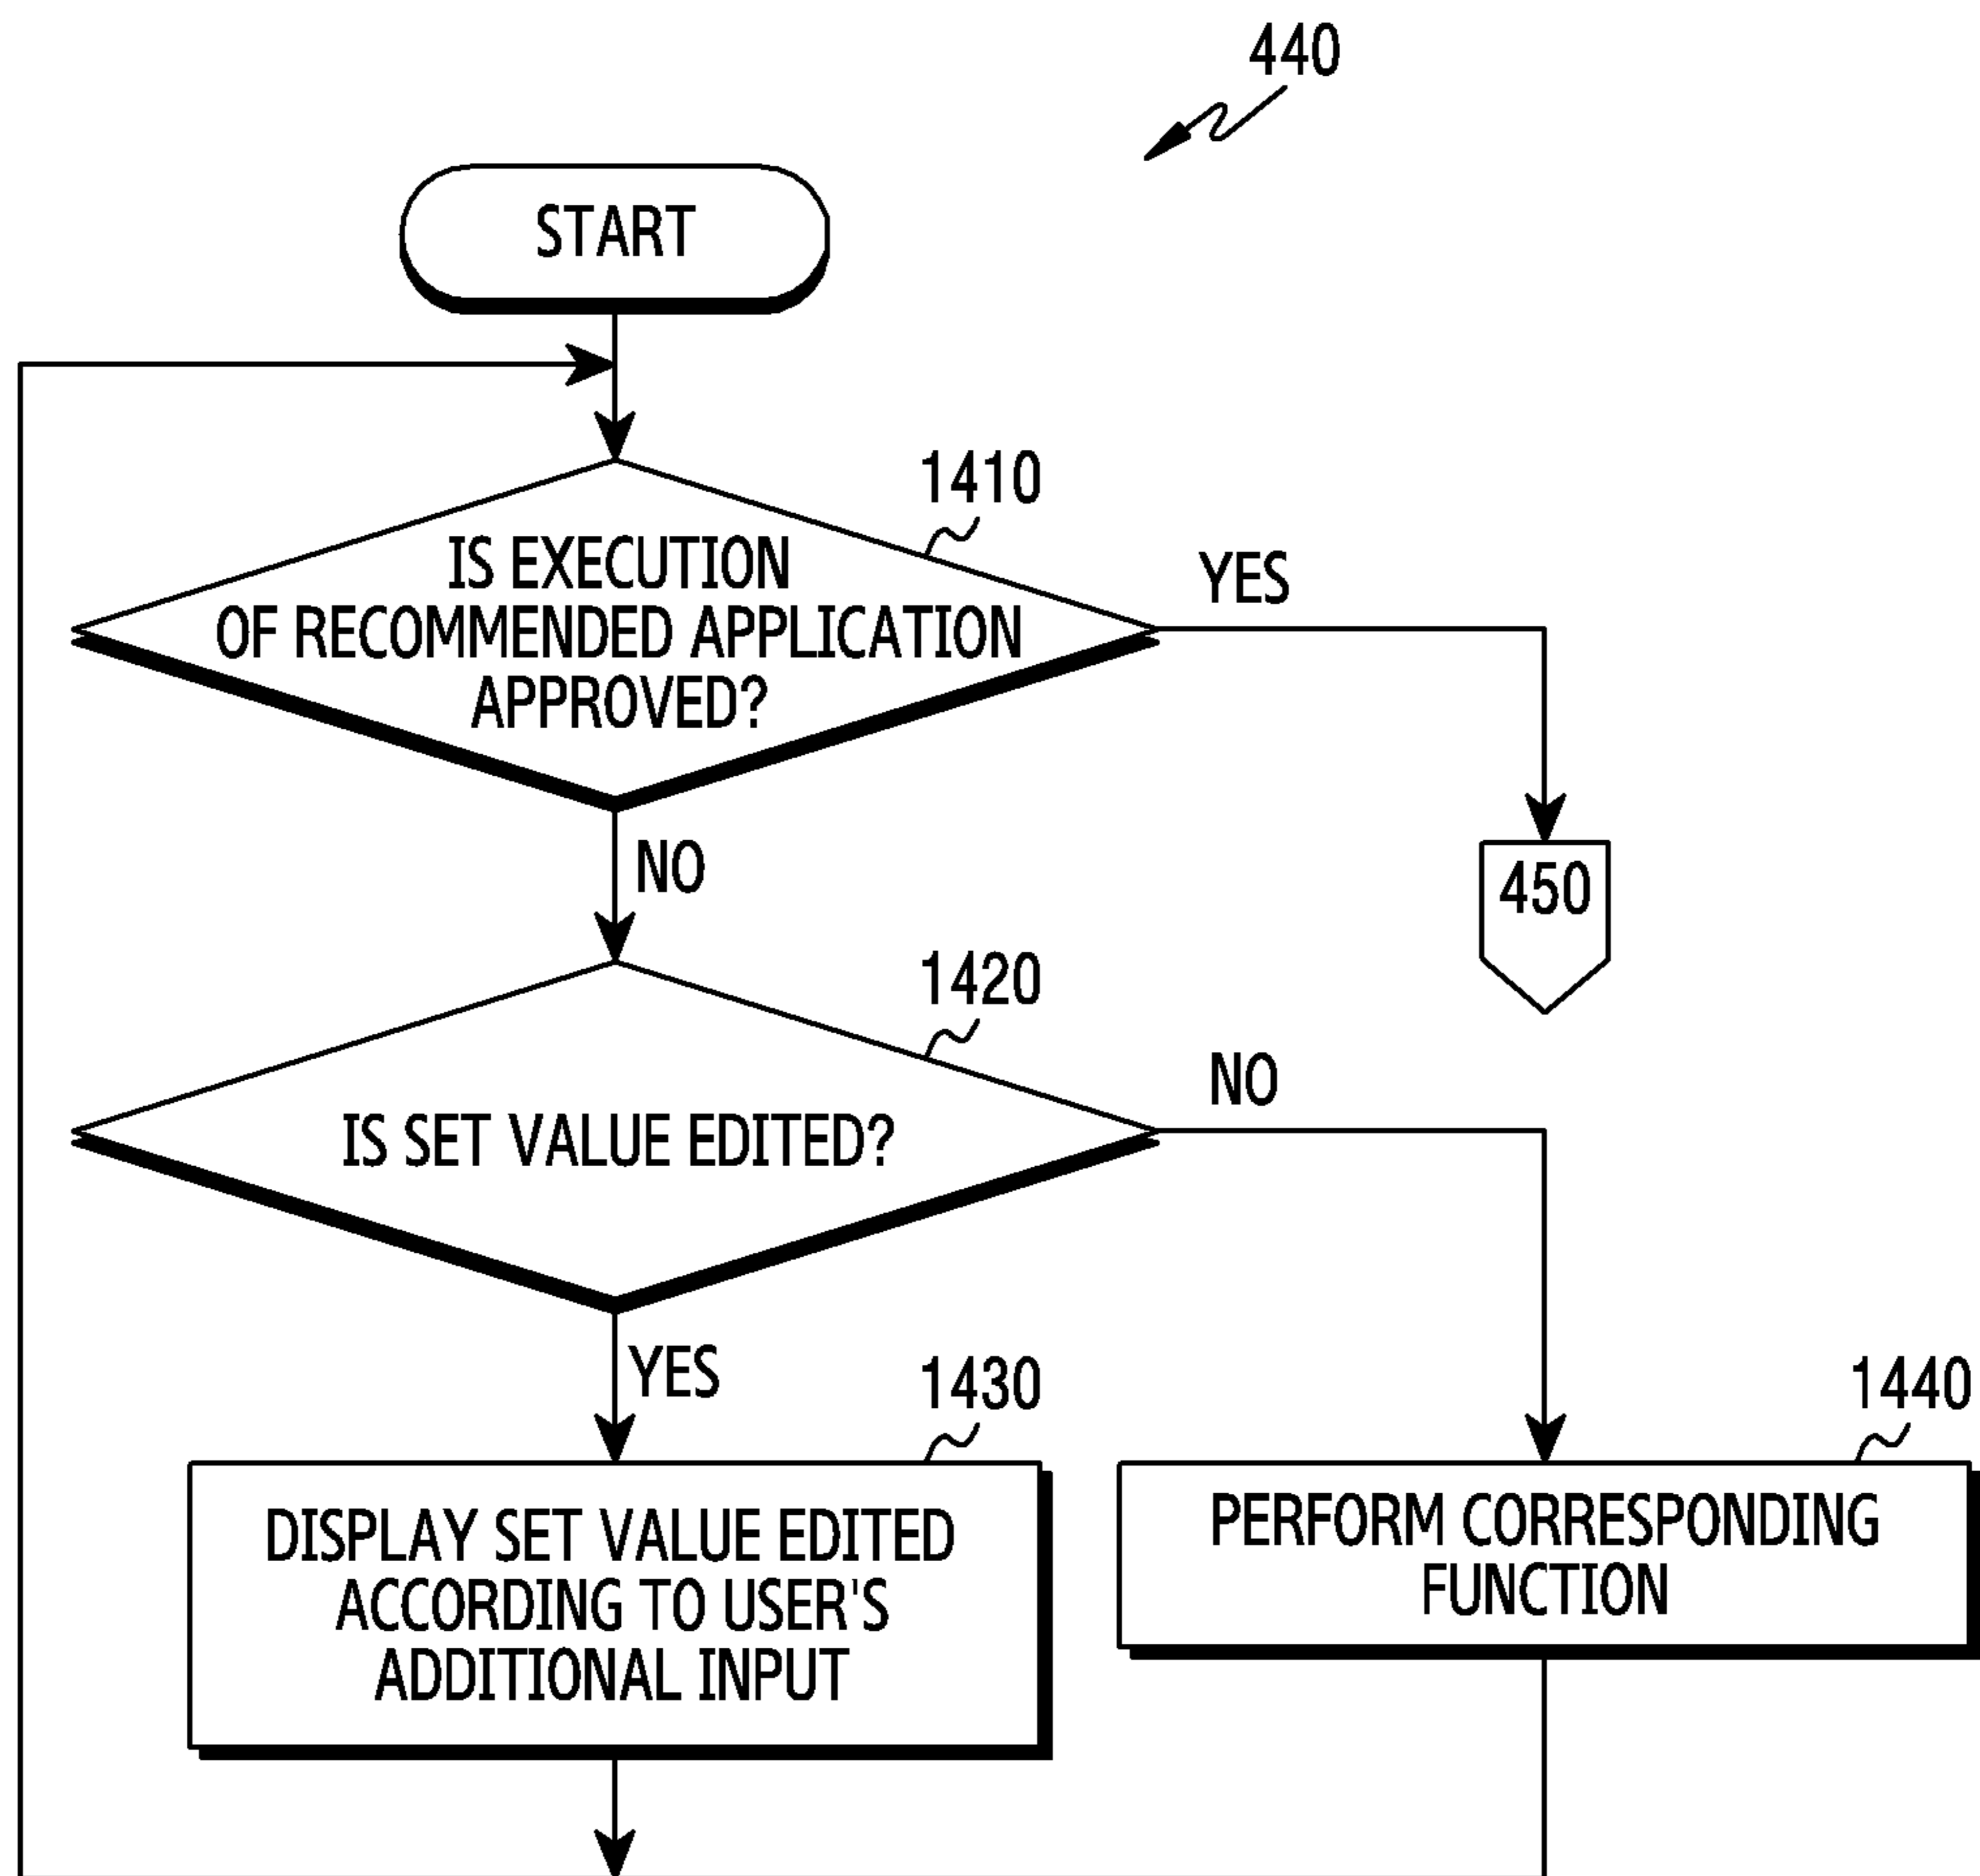 440
START
1410
IS EXECUTION
OF RECOMMENDED APPLICATION
APPROVED?
YES
NO
450
1420
IS SET VALUE EDITED?
NO
YES
1430
DISPLAY SET VALUE EDITED
ACCORDING TO USER'S
ADDITIONAL INPUT
1440
PERFORM CORRESPONDING
FUNCTION